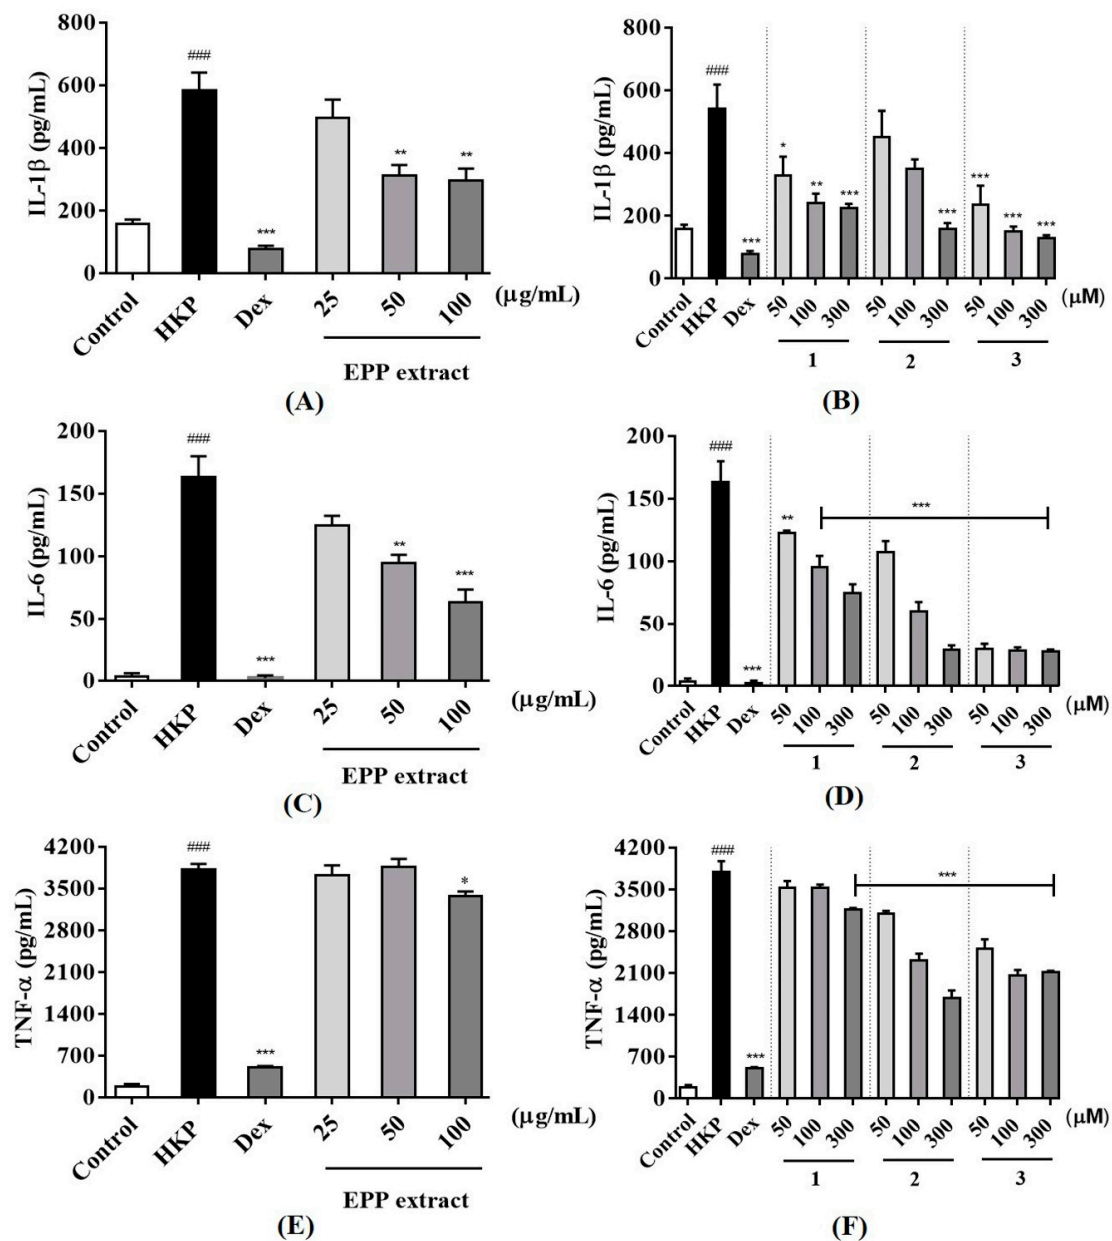 800
600
400
200
0
IL-1β (pg/mL)
###
***
**
**
Control
HKP
Dex
25
50
100
(µg/mL)
EPP extract
(A)
800
600
400
200
0
IL-1β (pg/mL)
###
***
*
**
***
***
***
***
***
Control
HKP
Dex
50
100
300
50
100
300
50
100
300
(µM)
1
2
3
(B)
200
150
100
50
0
IL-6 (pg/mL)
###
***
**
***
Control
HKP
Dex
25
50
100
(µg/mL)
EPP extract
(C)
200
150
100
50
0
IL-6 (pg/mL)
###
***
**
***
Control
HKP
Dex
50
100
300
50
100
300
50
100
300
(µM)
1
2
3
(D)
4200
3500
2800
2100
1400
700
0
TNF-α (pg/mL)
###
***
*
Control
HKP
Dex
25
50
100
(µg/mL)
EPP extract
(E)
4200
3500
2800
2100
1400
700
0
TNF-α (pg/mL)
###
***
***
Control
HKP
Dex
50
100
300
50
100
300
50
100
300
(µM)
1
2
3
(F)